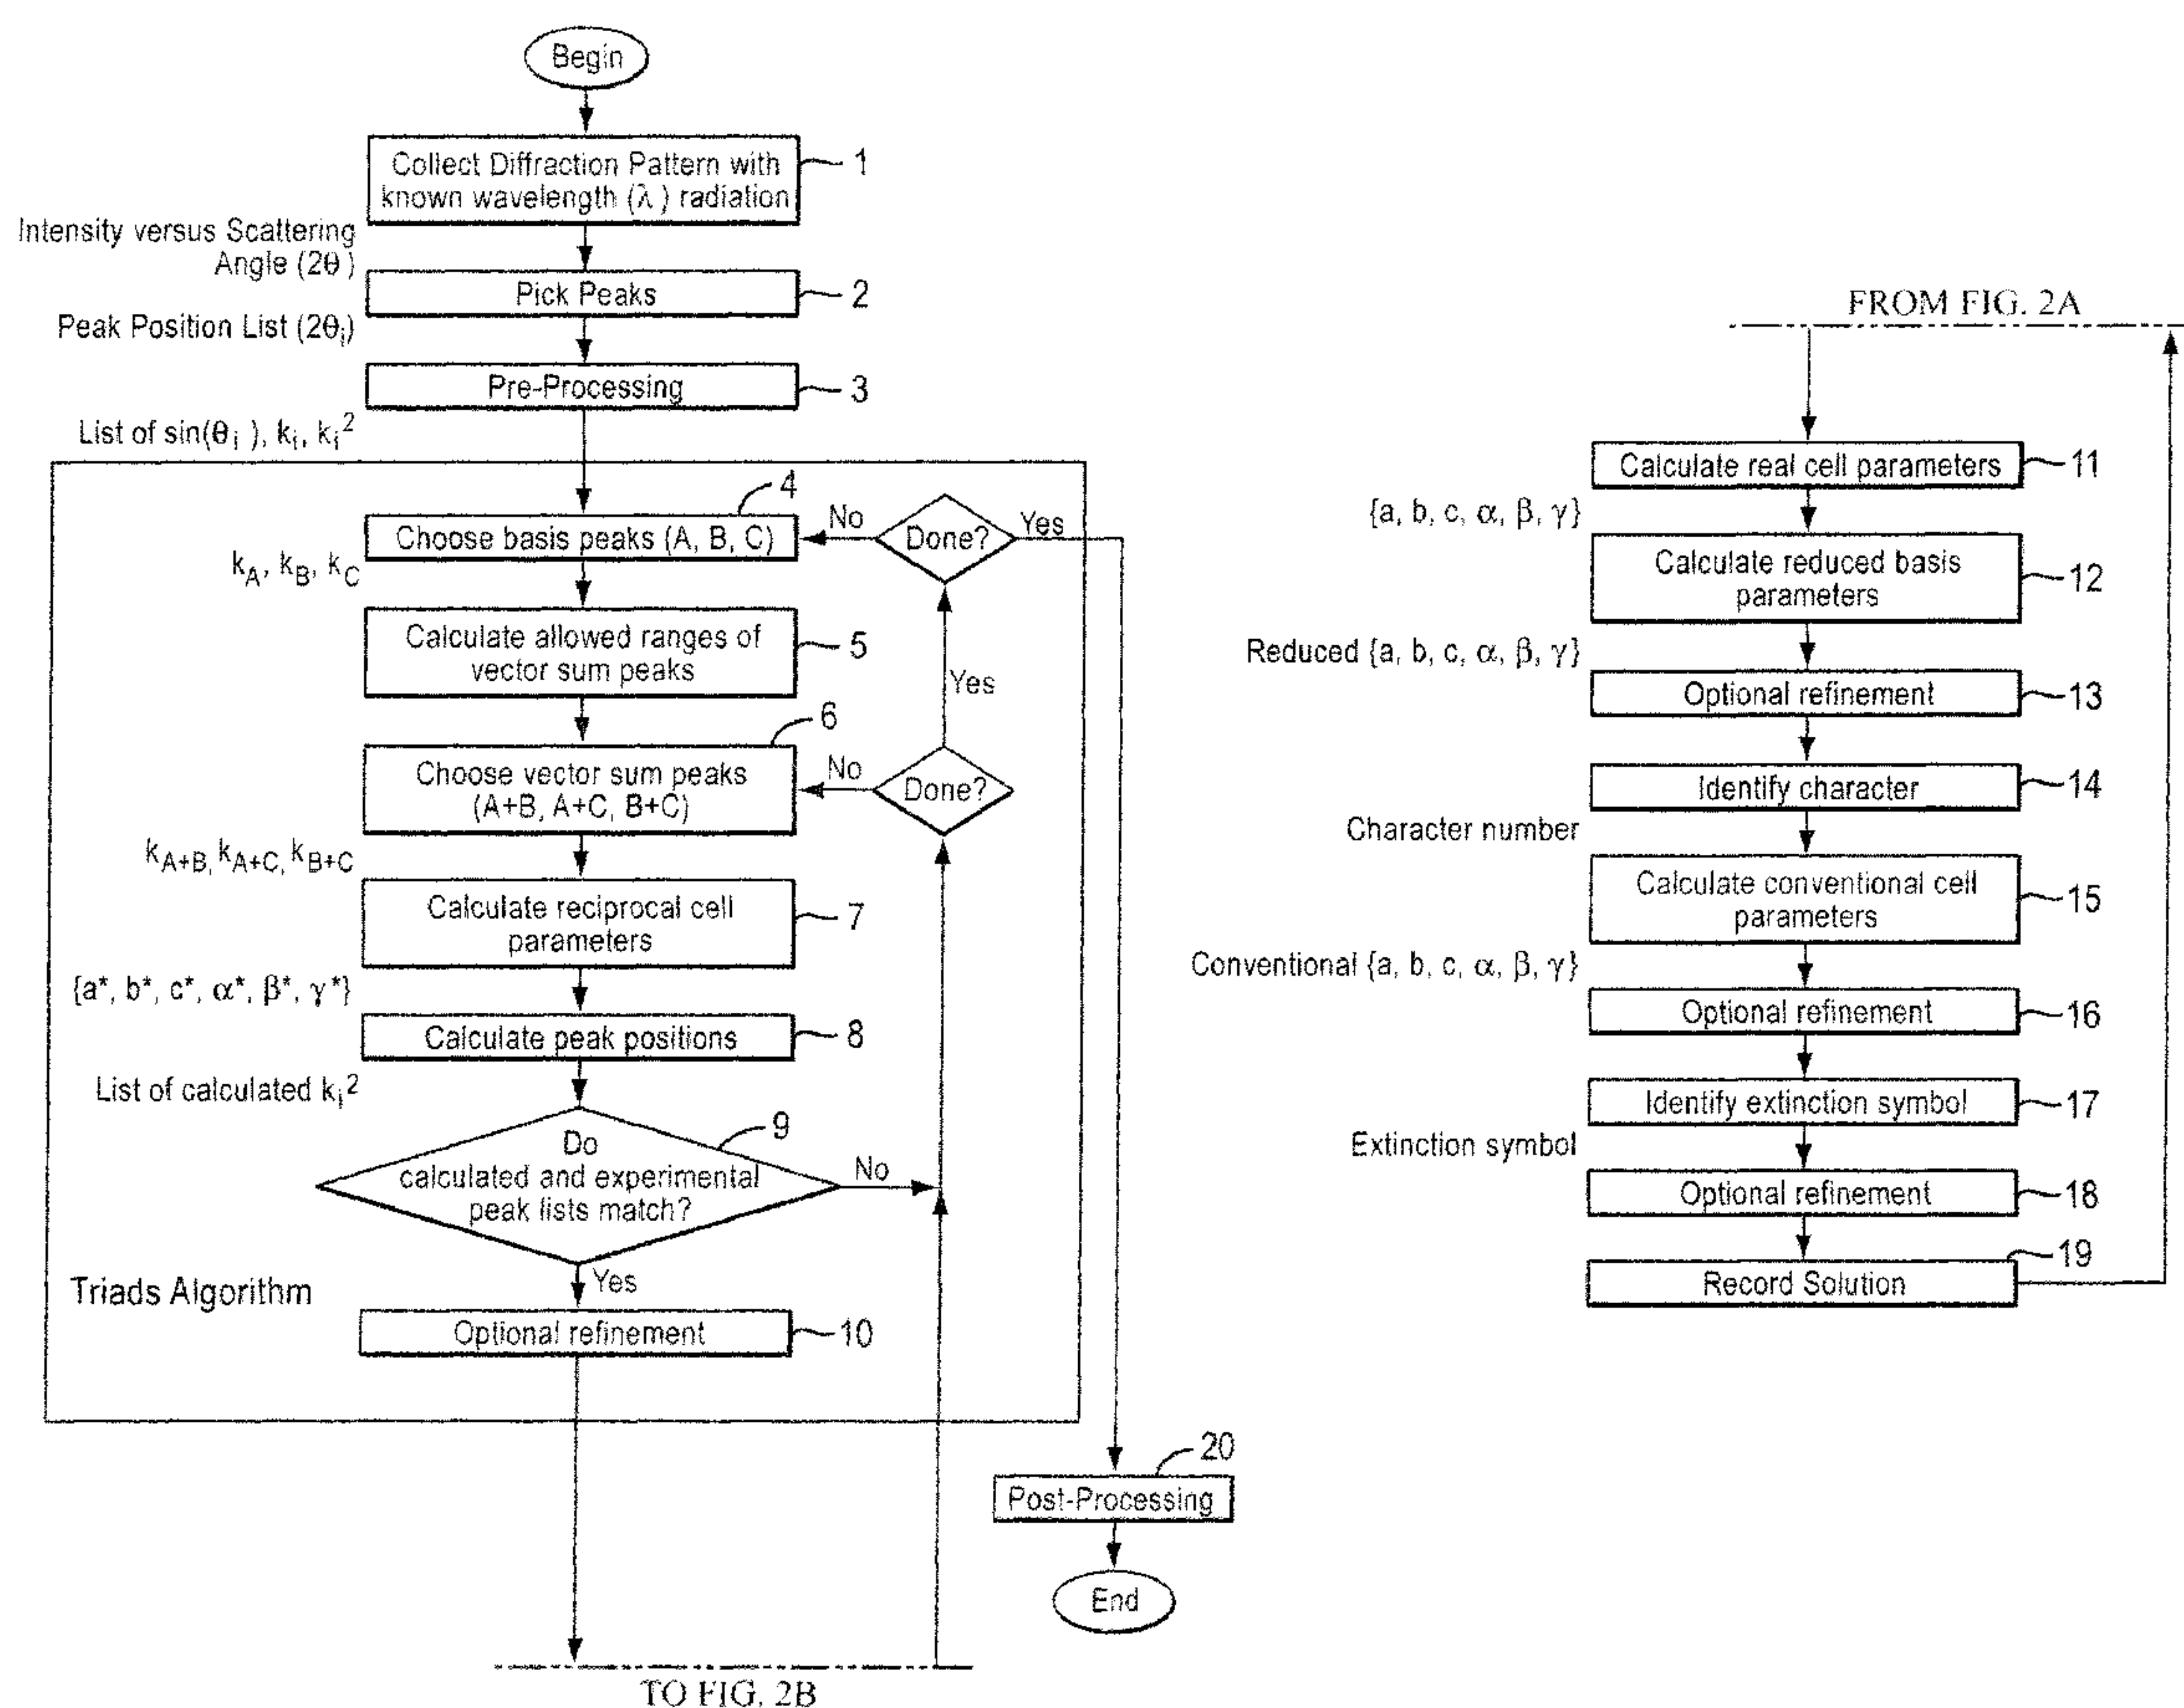 Begin
Collect Diffraction Pattern with
known wavelength (λ) radiation
1
Intensity versus Scattering
Angle (2θ)
Pick Peaks
2
Peak Position List (2θᵢ)
Pre-Processing
3
List of sin(θᵢ), kᵢ, kᵢ²
4
Choose basis peaks (A, B, C)
No
Done?
Yes
k_A, k_B, k_C
Calculate allowed ranges of
vector sum peaks
5
Yes
6
Choose vector sum peaks
(A+B, A+C, B+C)
No
Done?
k_A+B, k_A+C, k_B+C
Calculate reciprocal cell
parameters
7
{a*, b*, c*, α*, β*, γ*}
Calculate peak positions
8
List of calculated kᵢ²
9
Do
calculated and experimental
peak lists match?
No
Yes
Triads Algorithm
Optional refinement
10
20
Post-Processing
End
TO FIG. 2B
FROM FIG. 2A
Calculate real cell parameters
11
{a, b, c, α, β, γ}
Calculate reduced basis
parameters
12
Reduced {a, b, c, α, β, γ}
Optional refinement
13
Identify character
14
Character number
Calculate conventional cell
parameters
15
Conventional {a, b, c, α, β, γ}
Optional refinement
16
Identify extinction symbol
17
Extinction symbol
Optional refinement
18
19
Record Solution